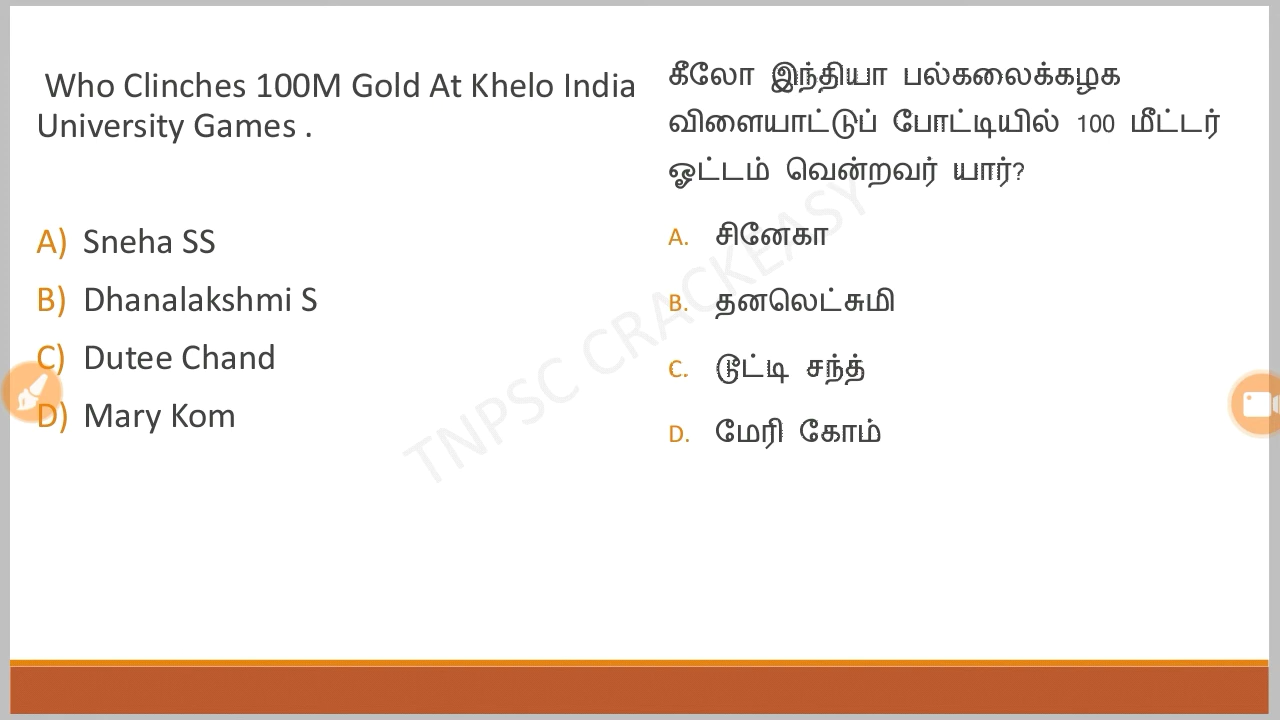 Who Clinches 100M Gold At Khelo India
University Games .
A) Sneha SS
B) Dhanalakshmi S
C) Dutee Chand
D) Mary Kom
கீலோ இந்தியா பல்கலைக்கழக
விளையாட்டுப் போட்டியில் 100 மீட்டர்
ஓட்டம் வென்றவர் யார்?
A. சினேகா
B. தனலெட்சுமி
C. டூட்டி சந்த்
D. மேரி கோம்
TNPSC CRACKEASY